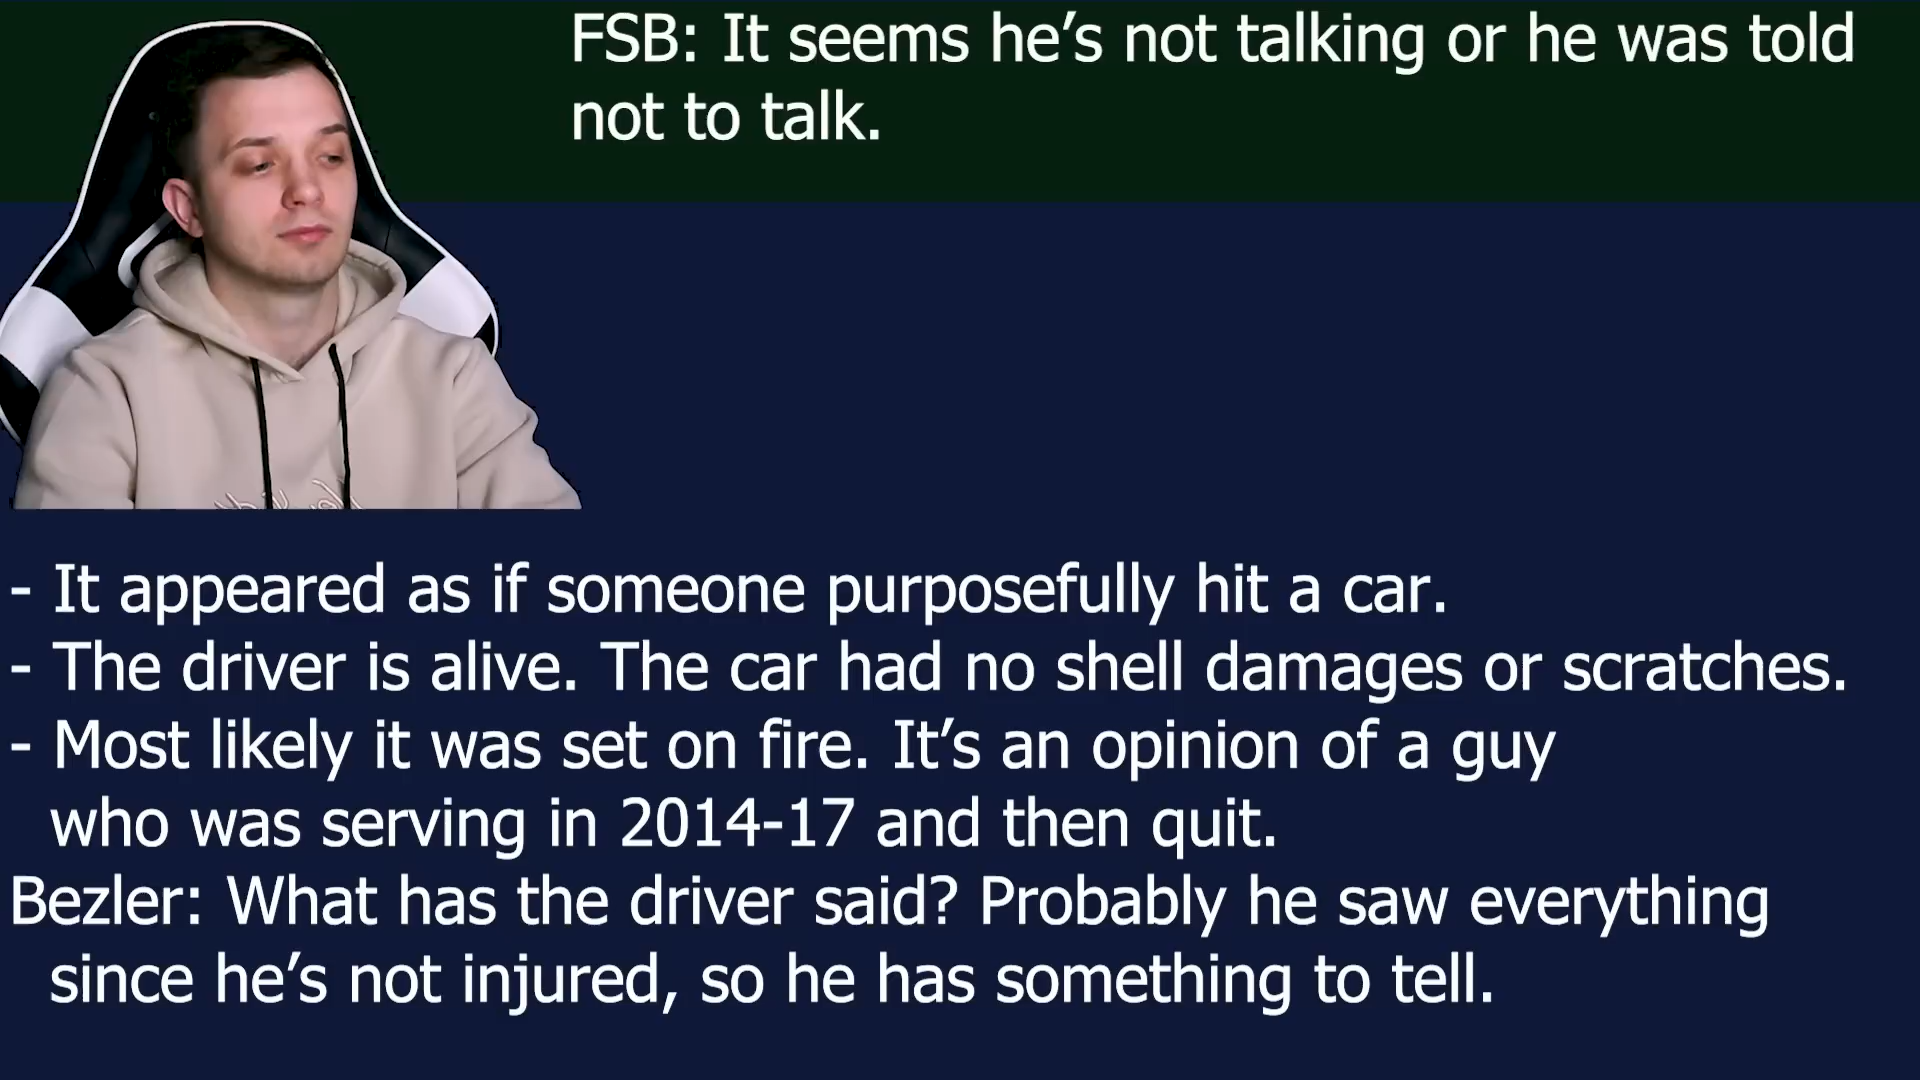 FSB: It seems he’s not talking or he was told
not to talk.
- It appeared as if someone purposefully hit a car.
- The driver is alive. The car had no shell damages or scratches.
- Most likely it was set on fire. It’s an opinion of a guy
who was serving in 2014-17 and then quit.
Bezler: What has the driver said? Probably he saw everything
since he’s not injured, so he has something to tell.